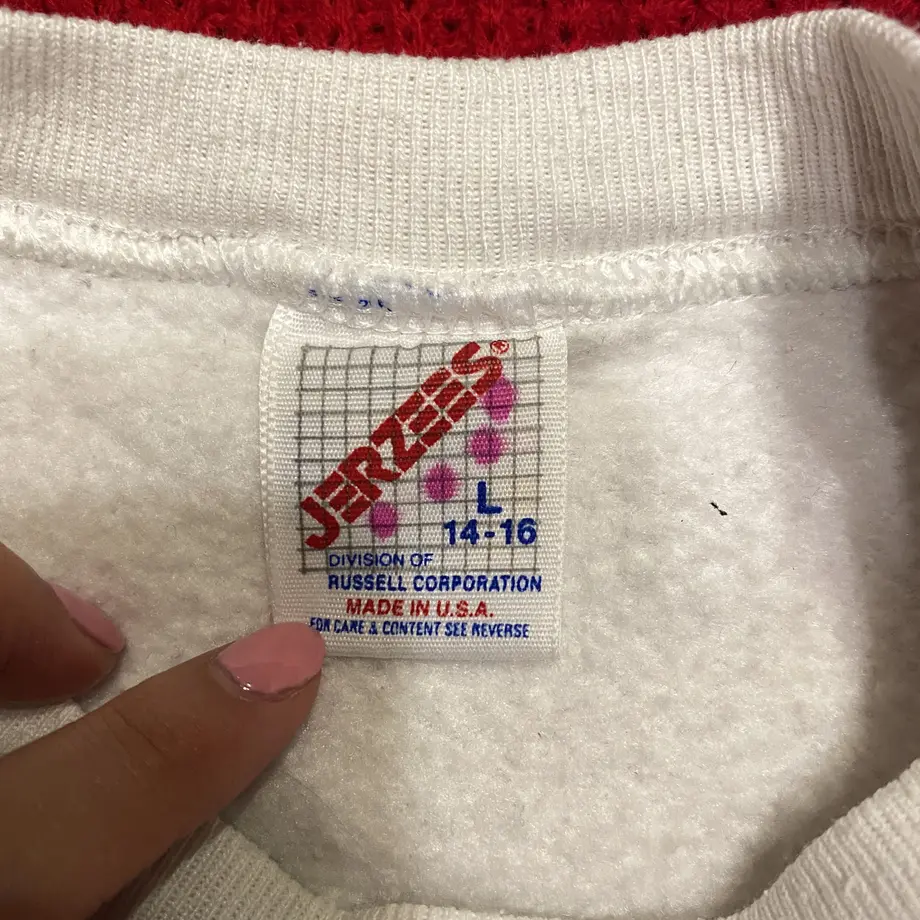 JERZEES®
L
14-16
DIVISION OF
RUSSELL CORPORATION
MADE IN U.S.A.
FOR CARE & CONTENT SEE REVERSE